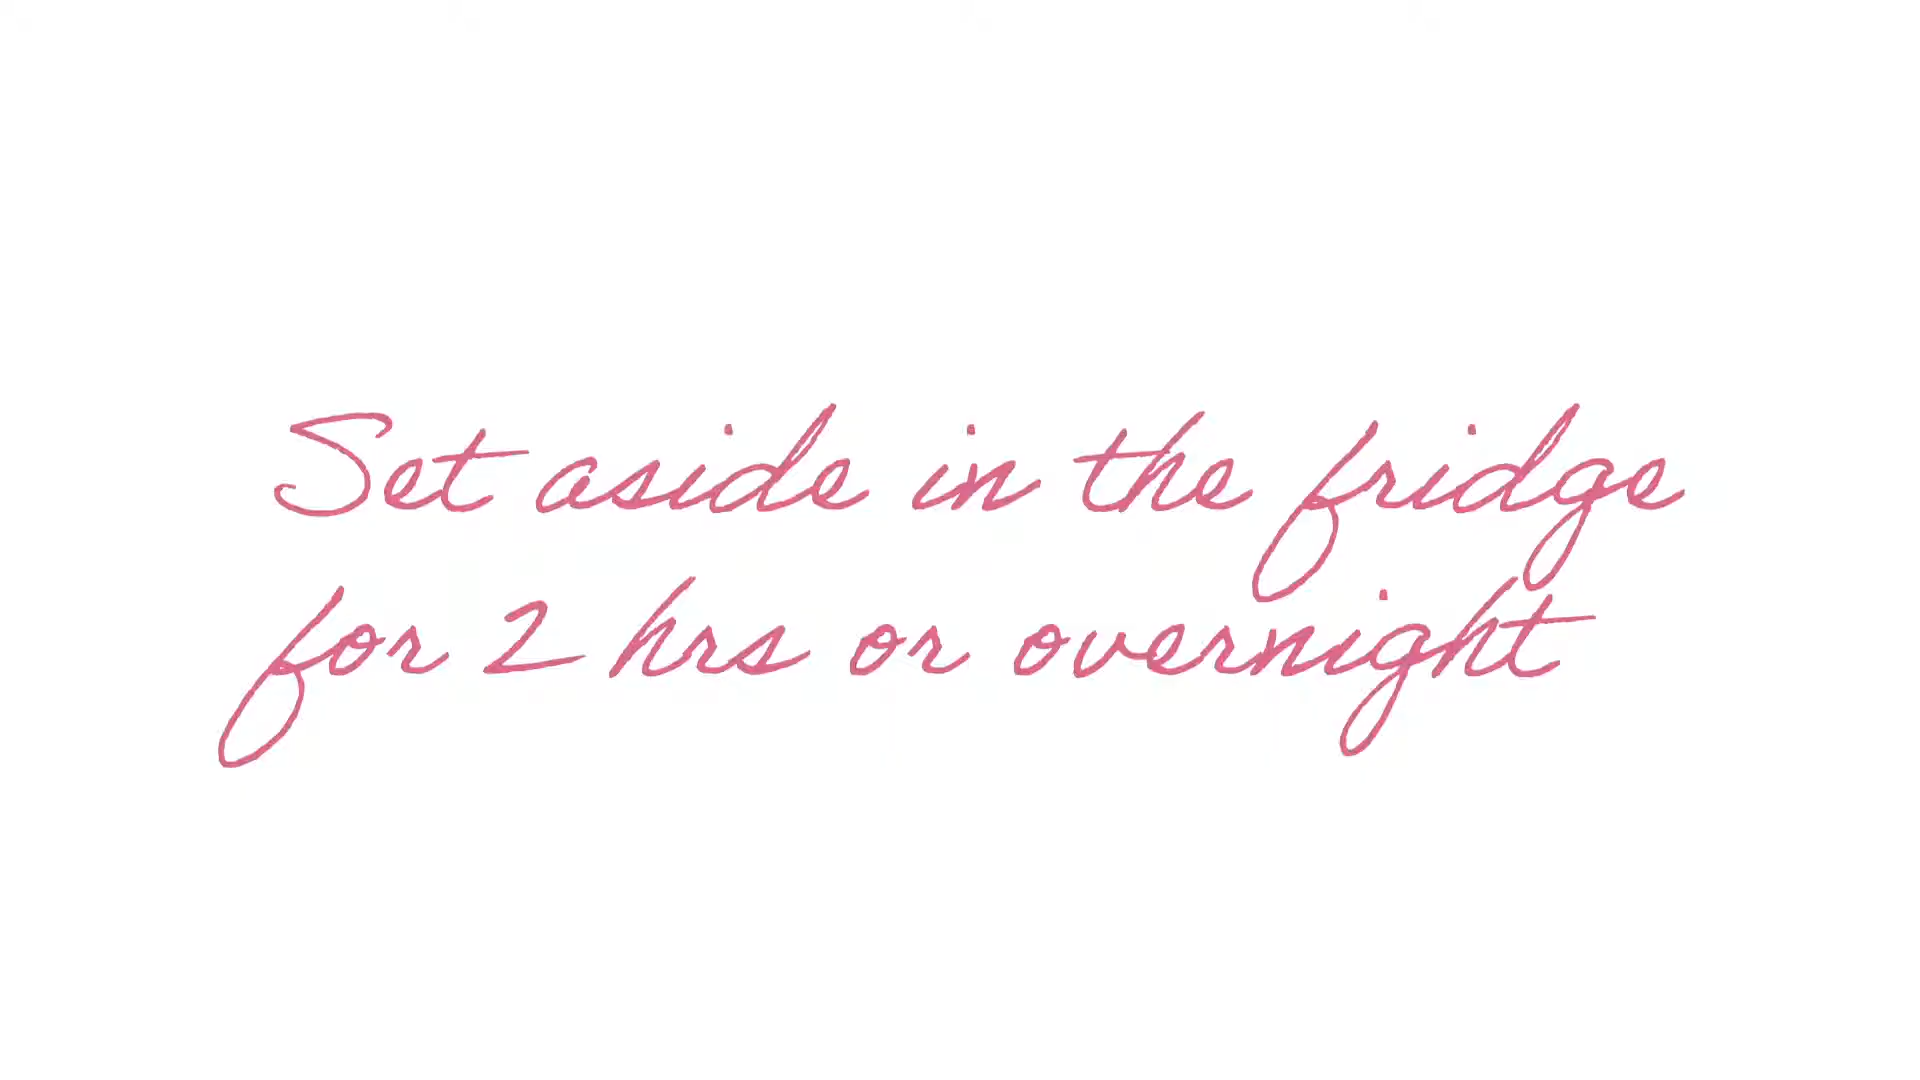 Set aside in the fridge
for 2 hrs or overnight